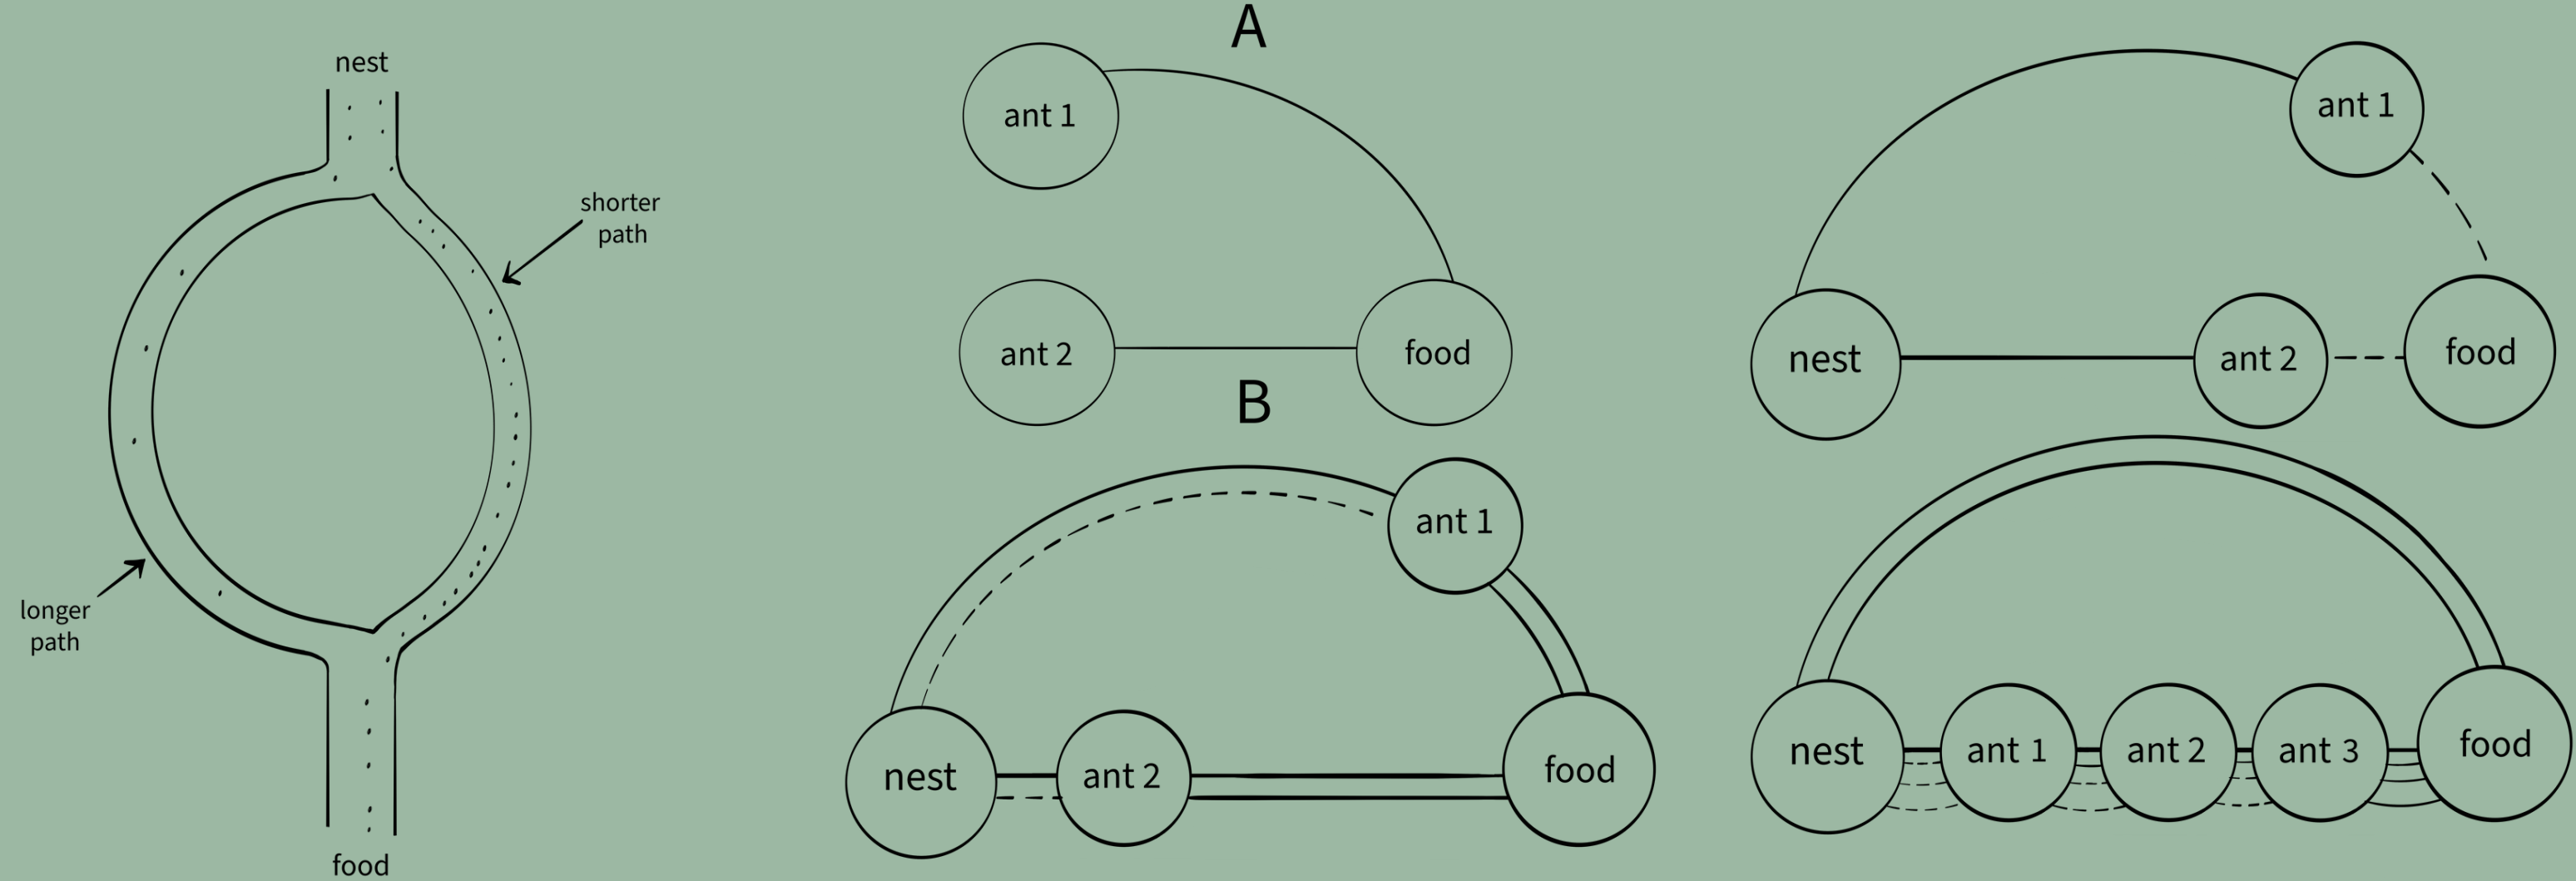 nest
shorter
path
longer
path
food
A
ant 1
ant 2
food
ant 1
nest
ant 2
food
B
ant 1
nest
ant 2
food
nest
ant 1
ant 2
ant 3
food